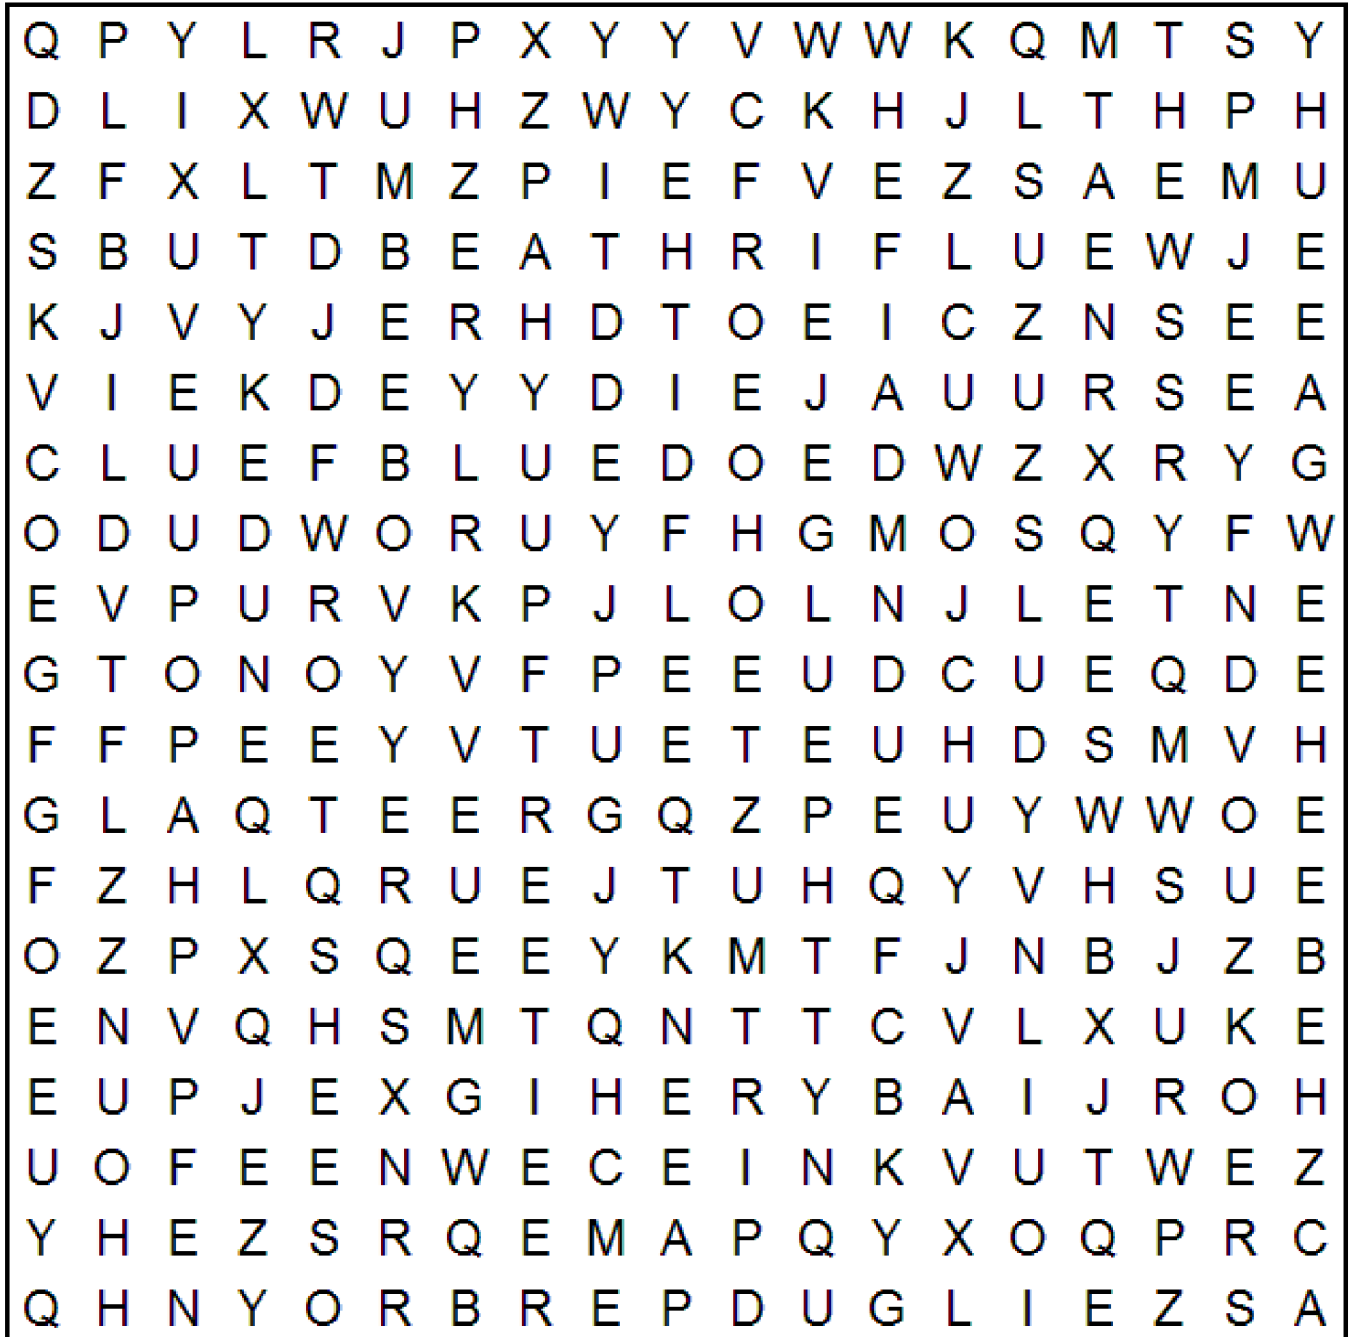 Q P Y L R J P X Y Y V W W K Q M T S Y
D L I X W U H Z W Y C K H J L T H P H
Z F X L T M Z P I E F V E Z S A E M U
S B U T D B E A T H R I F L U E W J E
K J V Y J E R H D T O E I C Z N S E E
V I E K D E Y Y D I E J A U U R S E A
C L U E F B L U E D O E D W Z X R Y G
O D U D W O R U Y F H G M O S Q Y F W
E V P U R V K P J L O L N J L E T N E
G T O N O Y V F P E E U D C U E Q D E
F F P E E Y V T U E T E U H D S M V H
G L A Q T E E R G Q Z P E U Y W W O E
F Z H L Q R U E J T U H Q Y V H S U E
O Z P X S Q E E Y K M T F J N B J Z B
E N V Q H S M T Q N T T C V L X U K E
E U P J E X G I H E R Y B A I J R O H
U O F E E N W E C E I N K V U T W E Z
Y H E Z S R Q E M A P Q Y X O Q P R C
Q H N Y O R B R E P D U G L I E Z S A